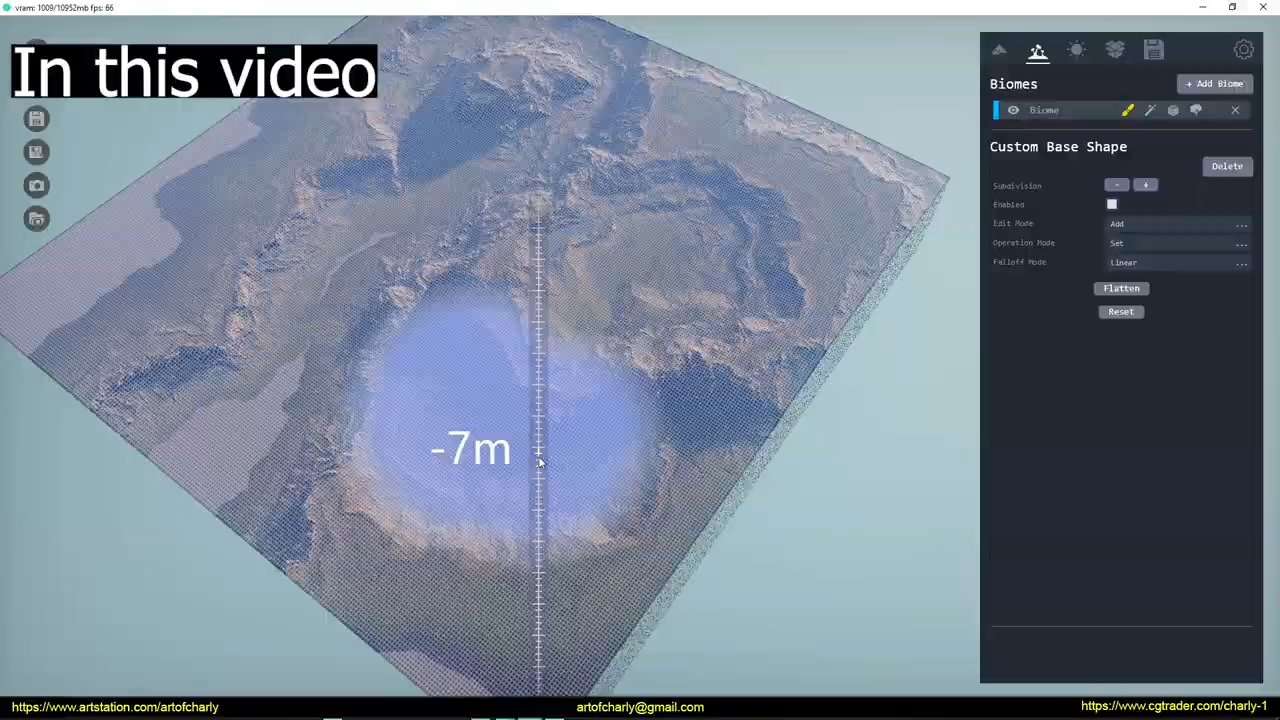 vram: 1009/10952mb fps: 66
In this video
Biomes
+ Add Biome
Biome
Custom Base Shape
Delete
Subdivision
-
+
Enabled
Edit Mode
Add
...
Operation Mode
Set
...
Falloff Mode
Linear
...
Flatten
Reset
-7m
https://www.artstation.com/artofcharly
artofcharly@gmail.com
https://www.cgtrader.com/charly-1